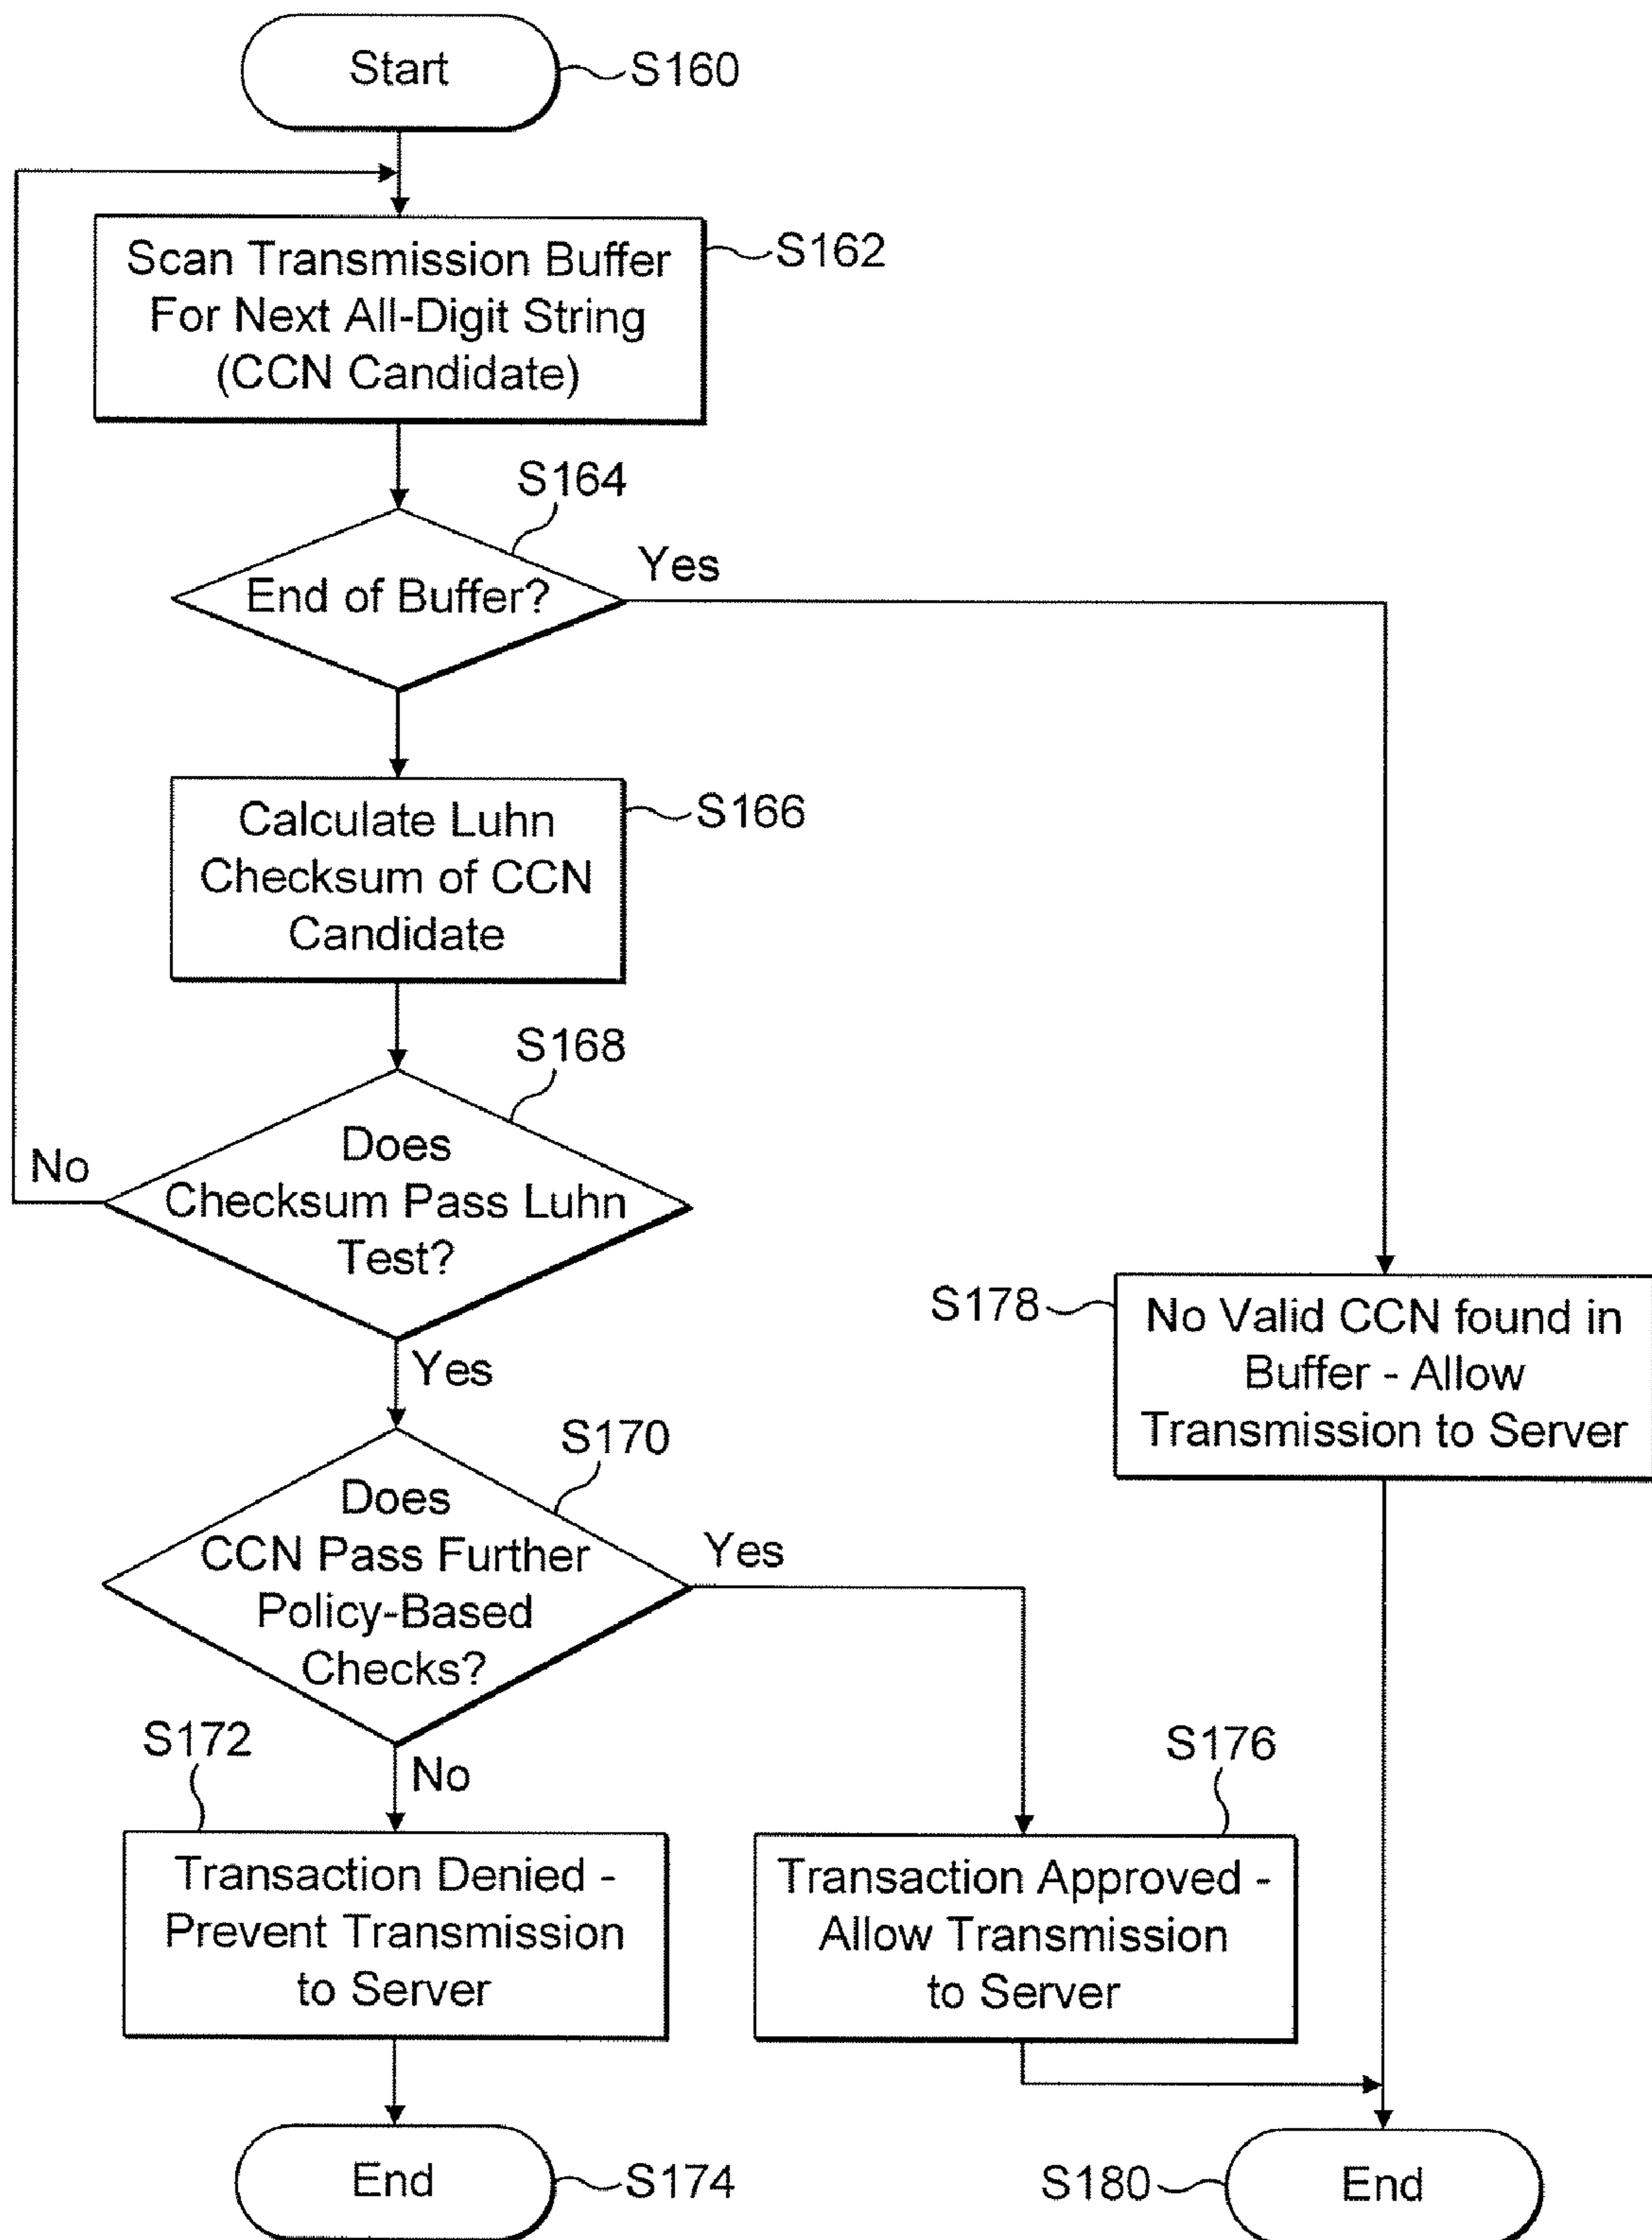 Start
S160
Scan Transmission Buffer
For Next All-Digit String
(CCN Candidate)
S162
S164
End of Buffer?
Yes
Calculate Luhn
Checksum of CCN
Candidate
S166
S168
Does
Checksum Pass Luhn
Test?
No
Yes
S178
No Valid CCN found in
Buffer - Allow
Transmission to Server
S170
Does
CCN Pass Further
Policy-Based
Checks?
Yes
No
S172
Transaction Denied -
Prevent Transmission
to Server
S176
Transaction Approved -
Allow Transmission
to Server
End
S174
S180
End